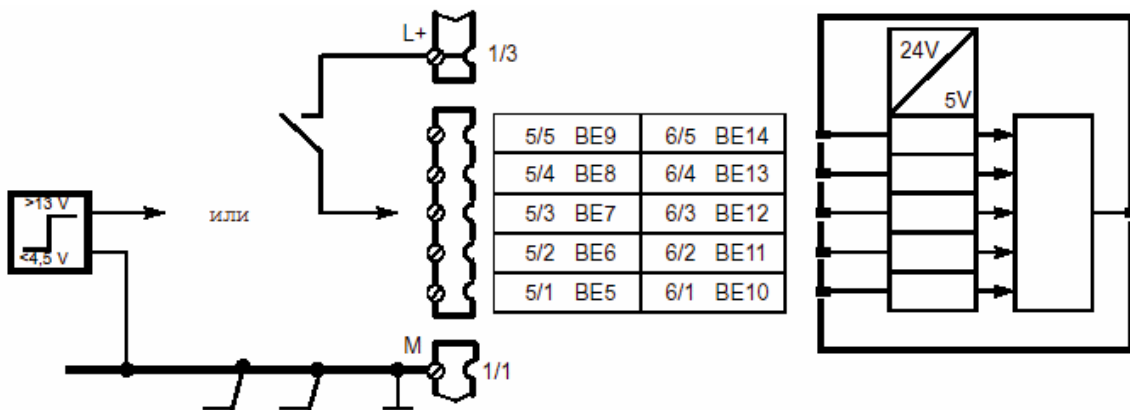 L+
1/3
24V
5V
5/5 BE9 6/5 BE14
5/4 BE8 6/4 BE13
>13 V
или
5/3 BE7 6/3 BE12
<4,5 V
5/2 BE6 6/2 BE11
5/1 BE5 6/1 BE10
M
1/1